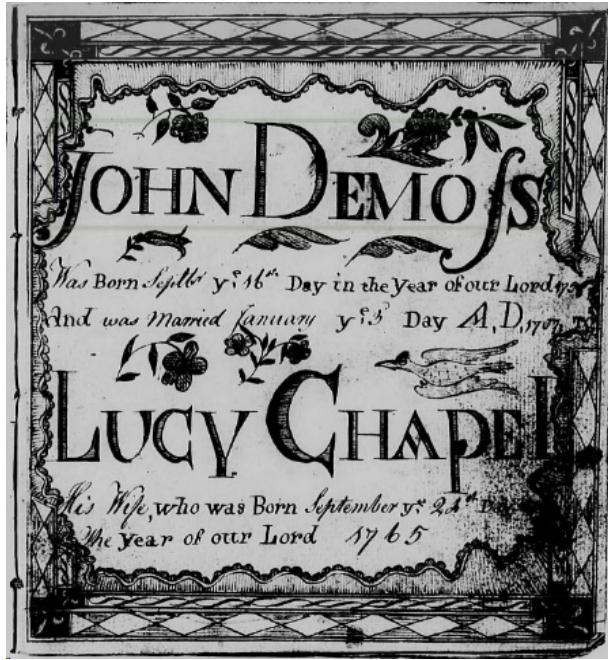 JOHN DEMOſS
Was Born Septbr yᵉ 16th Day in the year of our Lord
And was Married January yᵉ 5 Day A,D,
LUCY CHAPEL
His Wife, who was Born September yᵉ 24th Day
the year of our Lord 1765